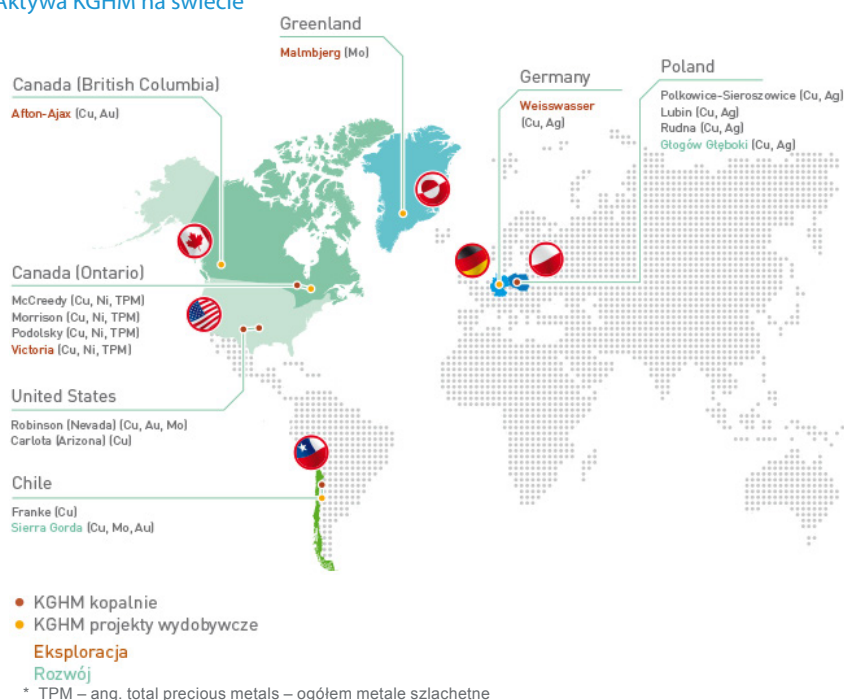 Aktywa KGHM na świecie
Greenland
Malmbjerg (Mo)
Canada (British Columbia)
Afton-Ajax (Cu, Au)
Germany
Weisswasser
(Cu, Ag)
Poland
Polkowice-Sieroszowice (Cu, Ag)
Lubin (Cu, Ag)
Rudna (Cu, Ag)
Głogów Głęboki (Cu, Ag)
Canada (Ontario)
McCreedy (Cu, Ni, TPM)
Morrison (Cu, Ni, TPM)
Podolsky (Cu, Ni, TPM)
Victoria (Cu, Ni, TPM)
United States
Robinson (Nevada) (Cu, Au, Mo)
Carlota (Arizona) (Cu)
Chile
Franke (Cu)
Sierra Gorda (Cu, Mo, Au)
KGHM kopalnie
KGHM projekty wydobywcze
Eksploracja
Rozwój
* TPM – ang. total precious metals – ogółem metale szlachetne